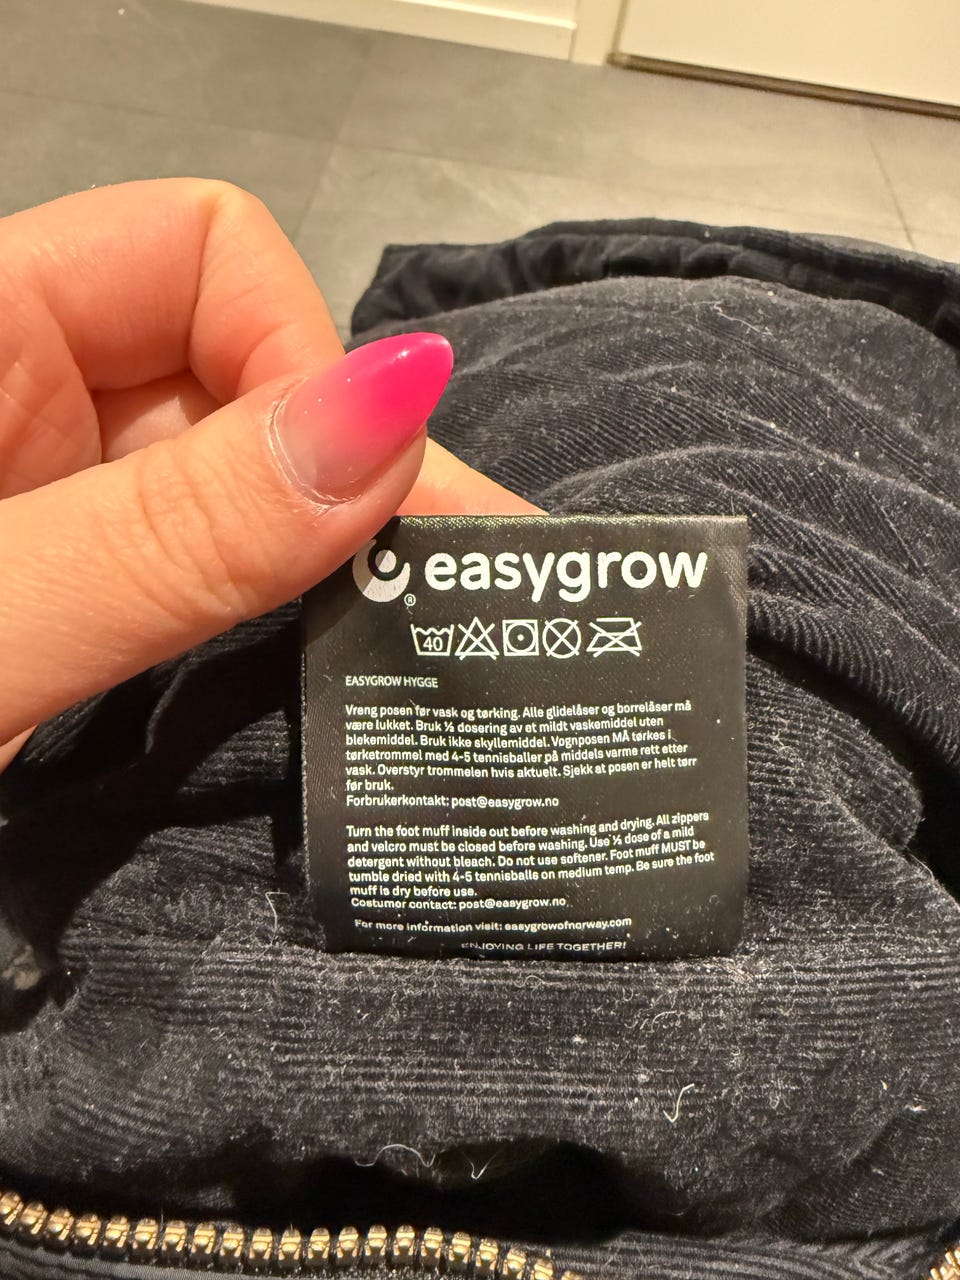 easygrow
®
40
EASYGROW HYGGE
Vreng posen før vask og tørking. Alle glidelåser og borrelåser må
være lukket. Bruk ½ dosering av et mildt vaskemiddel uten
blekemiddel. Bruk ikke skyllemiddel. Vognposen MÅ tørkes i
tørketrommel med 4-5 tennisballer på middels varme rett etter
vask. Overstyr trommelen hvis aktuelt. Sjekk at posen er helt tørr
før bruk.
Forbrukerkontakt: post@easygrow.no
Turn the foot muff inside out before washing and drying. All zippers
and velcro must be closed before washing. Use ½ dose of a mild
detergent without bleach. Do not use softener. Foot muff MUST be
tumble dried with 4-5 tennisballs on medium temp. Be sure the foot
muff is dry before use.
Costumer contact: post@easygrow.no
For more information visit: easygrowofnorway.com
ENJOYING LIFE TOGETHER!